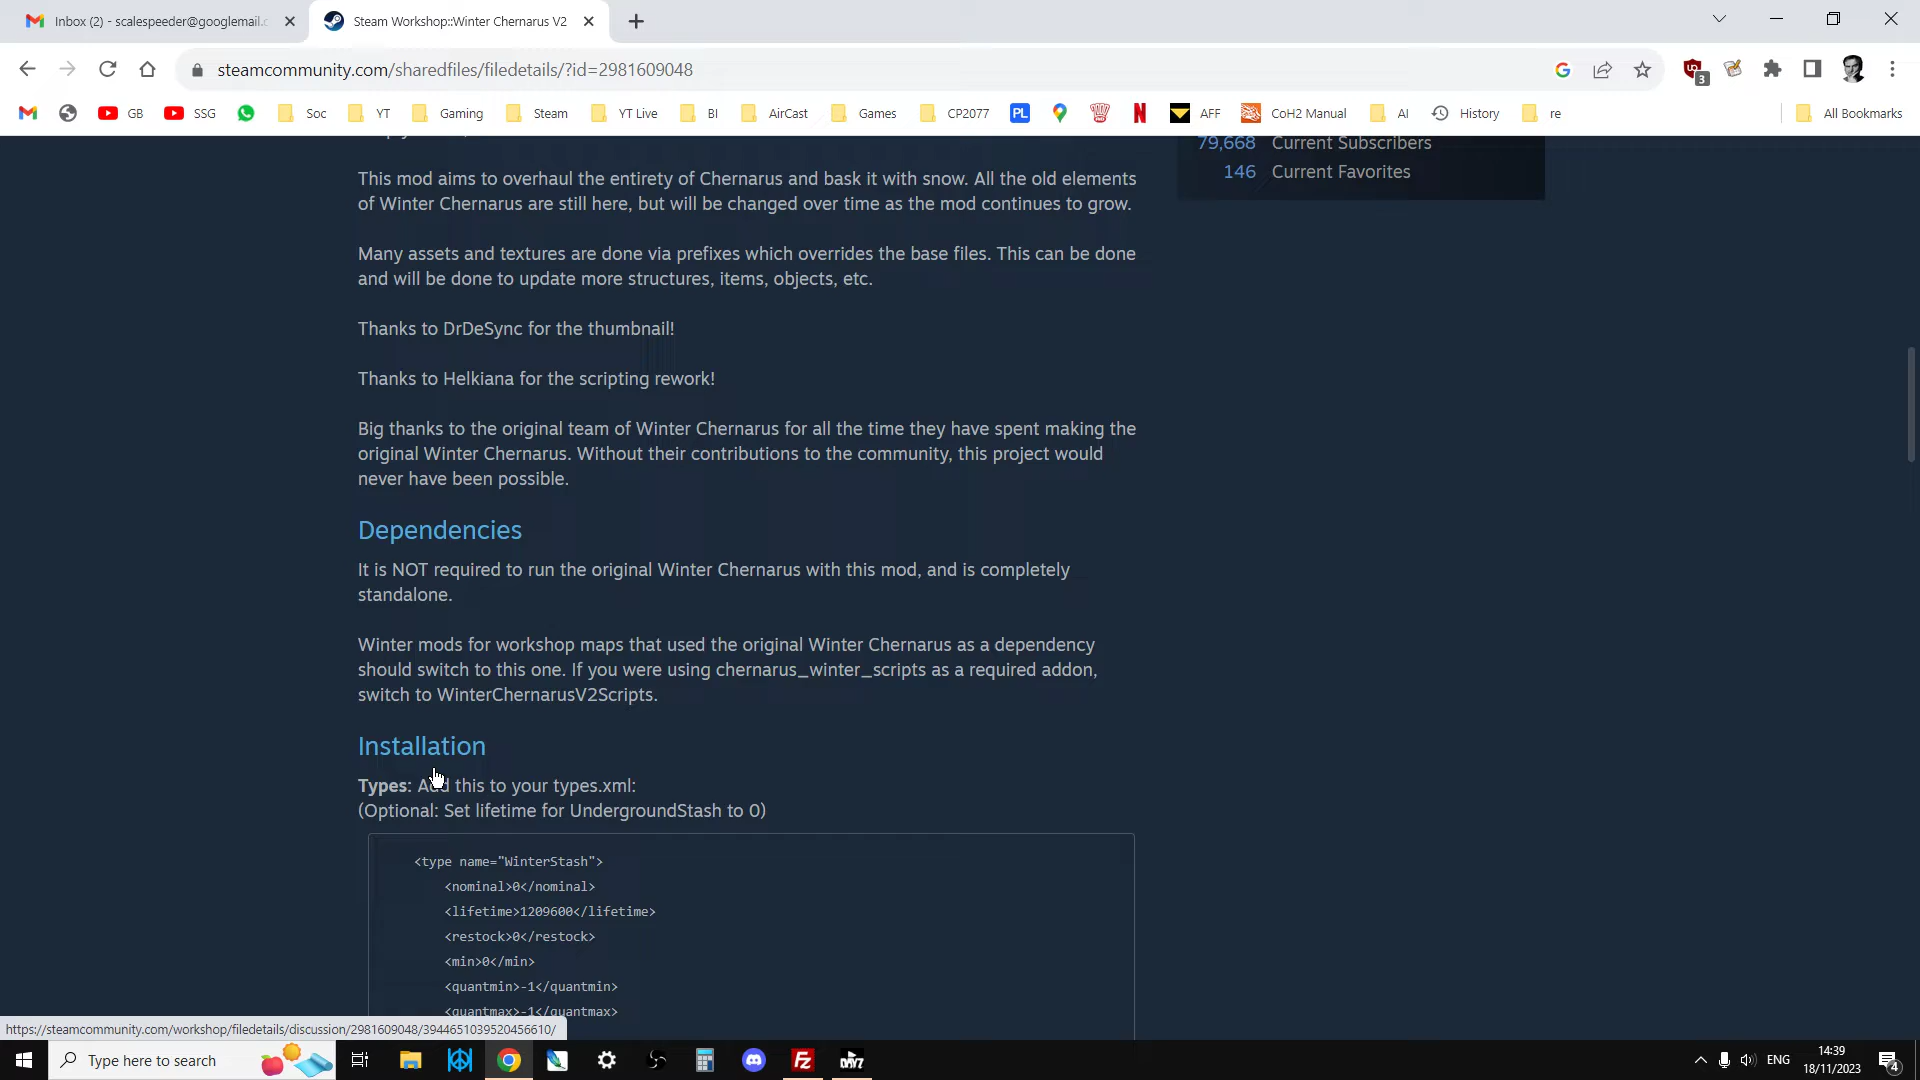 Inbox (2) - scalespeeder@googlemail.c
Steam Workshop::Winter Chernarus V2
steamcommunity.com/sharedfiles/filedetails/?id=2981609048
3
GB
SSG
Soc
YT
Gaming
Steam
YT Live
BI
AirCast
Games
CP2077
PL
AFF
CoH2 Manual
AI
History
re
All Bookmarks
79,668 Current Subscribers
146 Current Favorites
This mod aims to overhaul the entirety of Chernarus and bask it with snow. All the old elements
of Winter Chernarus are still here, but will be changed over time as the mod continues to grow.
Many assets and textures are done via prefixes which overrides the base files. This can be done
and will be done to update more structures, items, objects, etc.
Thanks to DrDeSync for the thumbnail!
Thanks to Helkiana for the scripting rework!
Big thanks to the original team of Winter Chernarus for all the time they have spent making the
original Winter Chernarus. Without their contributions to the community, this project would
never have been possible.
Dependencies
It is NOT required to run the original Winter Chernarus with this mod, and is completely
standalone.
Winter mods for workshop maps that used the original Winter Chernarus as a dependency
should switch to this one. If you were using chernarus_winter_scripts as a required addon,
switch to WinterChernarusV2Scripts.
Installation
Types: Add this to your types.xml:
(Optional: Set lifetime for UndergroundStash to 0)
<type name="WinterStash">
<nominal>0</nominal>
<lifetime>1209600</lifetime>
<restock>0</restock>
<min>0</min>
<quantmin>-1</quantmin>
<quantmax>-1</quantmax>
https://steamcommunity.com/workshop/filedetails/discussion/2981609048/3944651039520456610/
Type here to search
ENG
14:39
18/11/2023
4